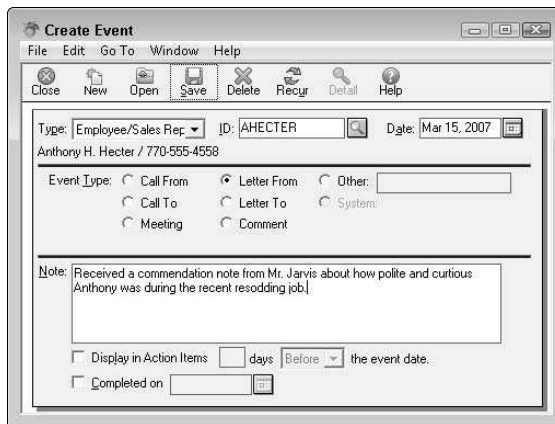 Create Event
File Edit Go To Window Help
Close New Open Save Delete Recur Detail Help
Type: Employee/Sales Rep ID: AHECTER Date: Mar 15, 2007
Anthony H. Hecter / 770-555-4558
Event Type: Call From Letter From Other:
Call To Letter To System:
Meeting Comment
Note: Received a commendation note from Mr. Jarvis about how polite and curtious
Anthony was during the recent resodding job.
Display in Action Items days Before the event date.
Completed on